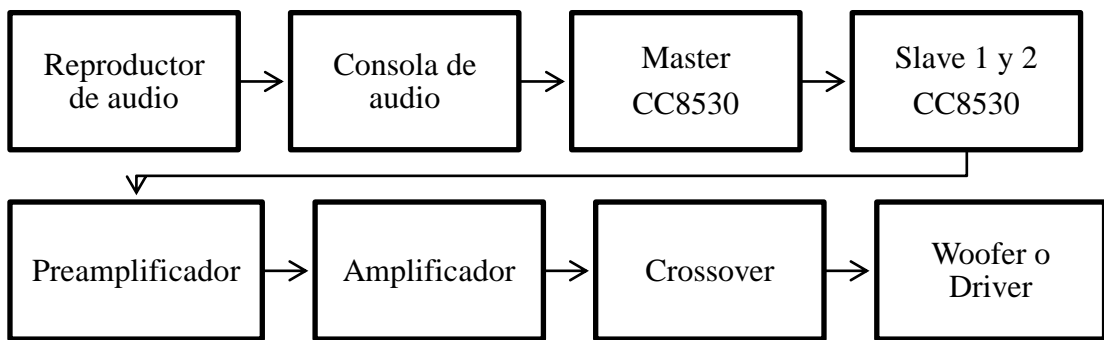 Reproductor
de audio
Consola de
audio
Master
CC8530
Slave 1 y 2
CC8530
Preamplificador
Amplificador
Crossover
Woofer o
Driver